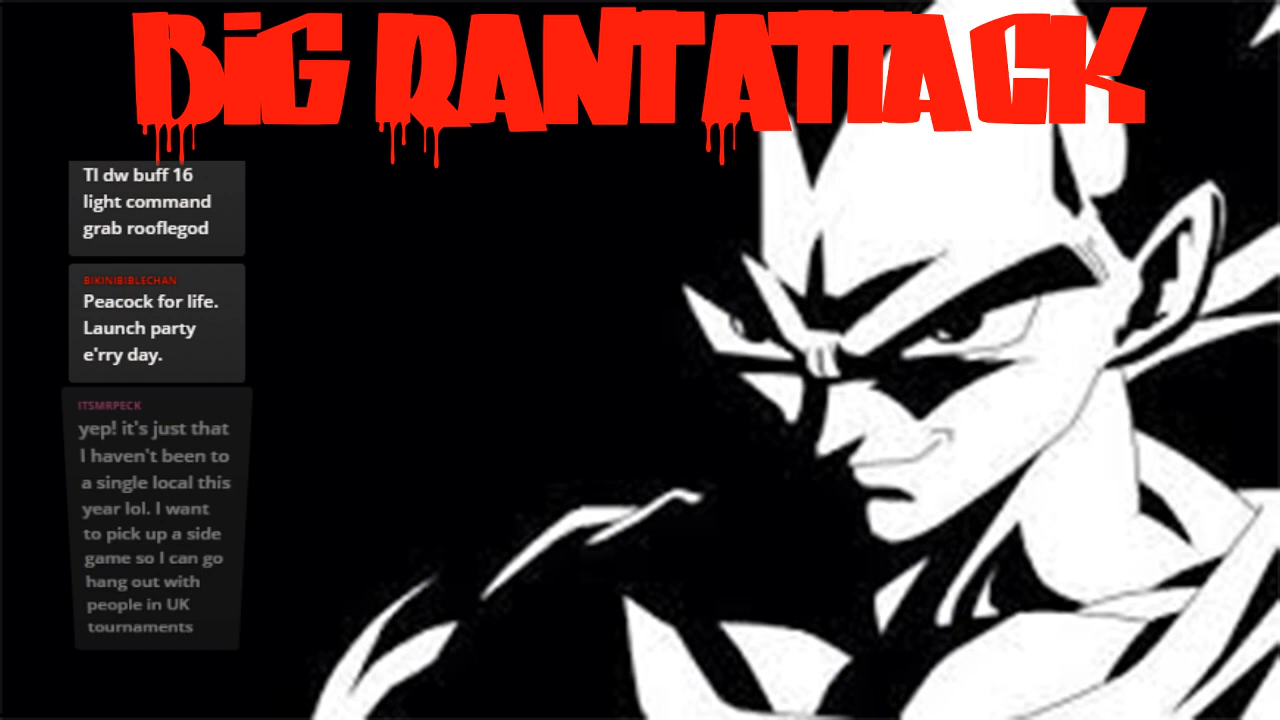 BiG RANT ATTACK
Tl dw buff 16
light command
grab rooflegod
BIKINIBIBLECHAN
Peacock for life.
Launch party
e'rry day.
ITSMRPECK
yep! it's just that
I haven't been to
a single local this
year lol. I want
to pick up a side
game so I can go
hang out with
people in UK
tournaments